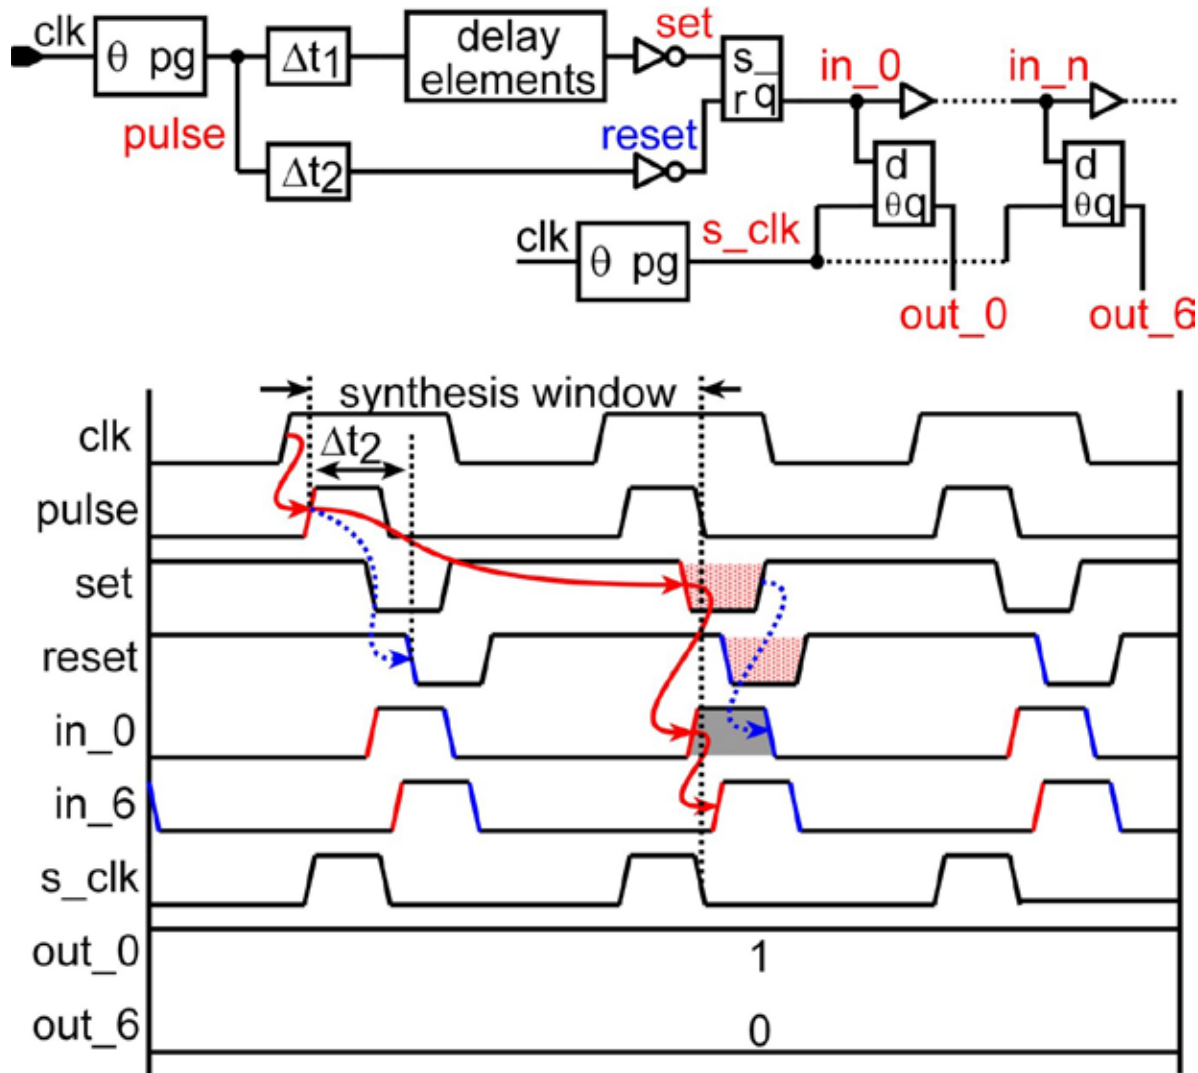 clk
θ pg
Δt1
delay
elements
set
s
r q
in_0
in_n
pulse
reset
Δt2
d
θq
d
θq
clk
θ pg
s_clk
out_0
out_6
synthesis window
clk
Δt2
pulse
set
reset
in_0
in_6
s_clk
out_0
1
out_6
0